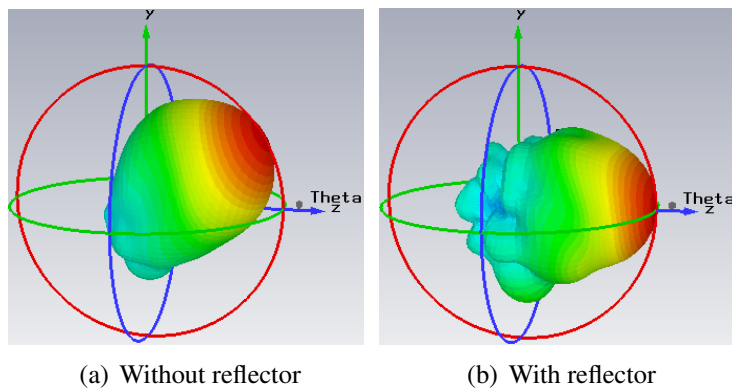 y
y
Theta
z
Theta
z
(a) Without reflector
(b) With reflector